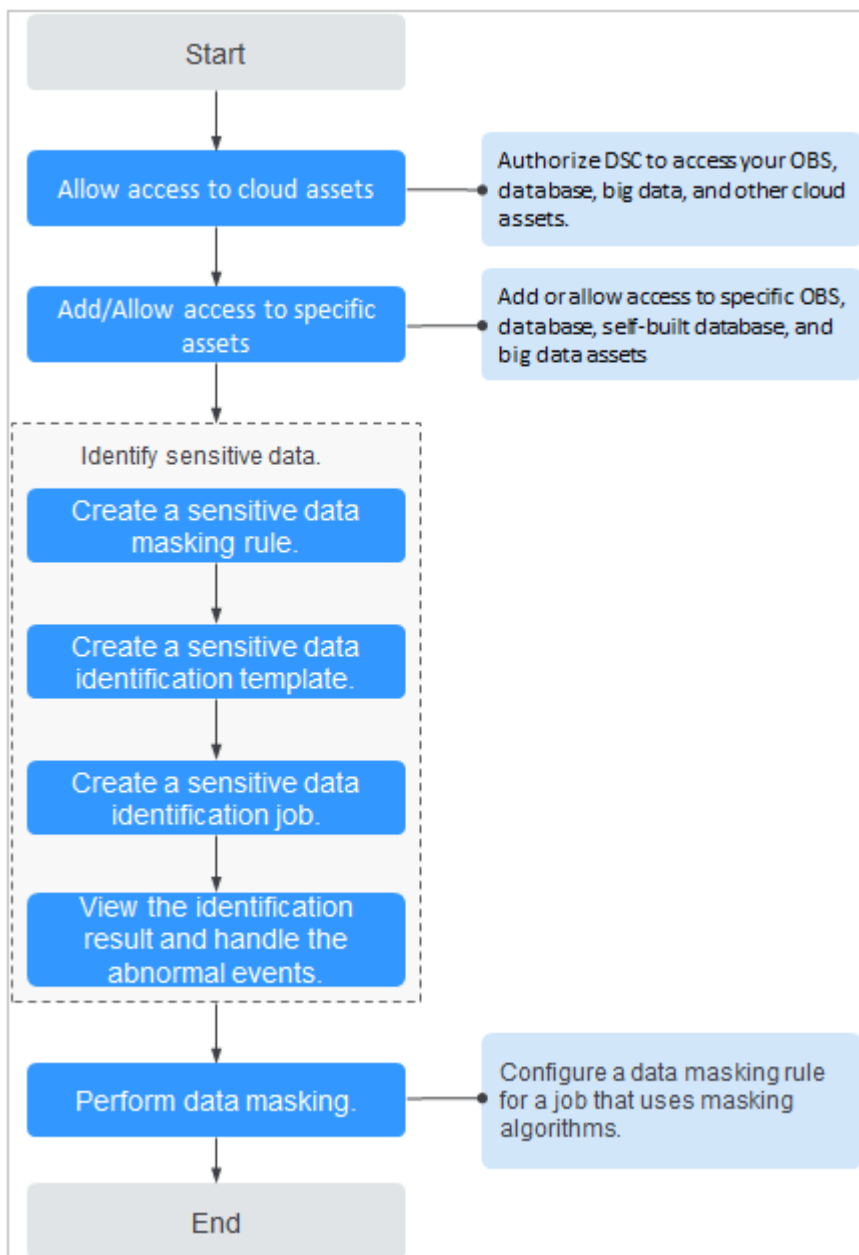 Start
Allow access to cloud assets
Authorize DSC to access your OBS,
database, big data, and other cloud
assets.
Add/Allow access to specific
assets
Add or allow access to specific OBS,
database, self-built database, and
big data assets
Identify sensitive data.
Create a sensitive data
masking rule.
Create a sensitive data
identification template.
Create a sensitive data
identification job.
View the identification
result and handle the
abnormal events.
Perform data masking.
Configure a data masking rule
for a job that uses masking
algorithms.
End